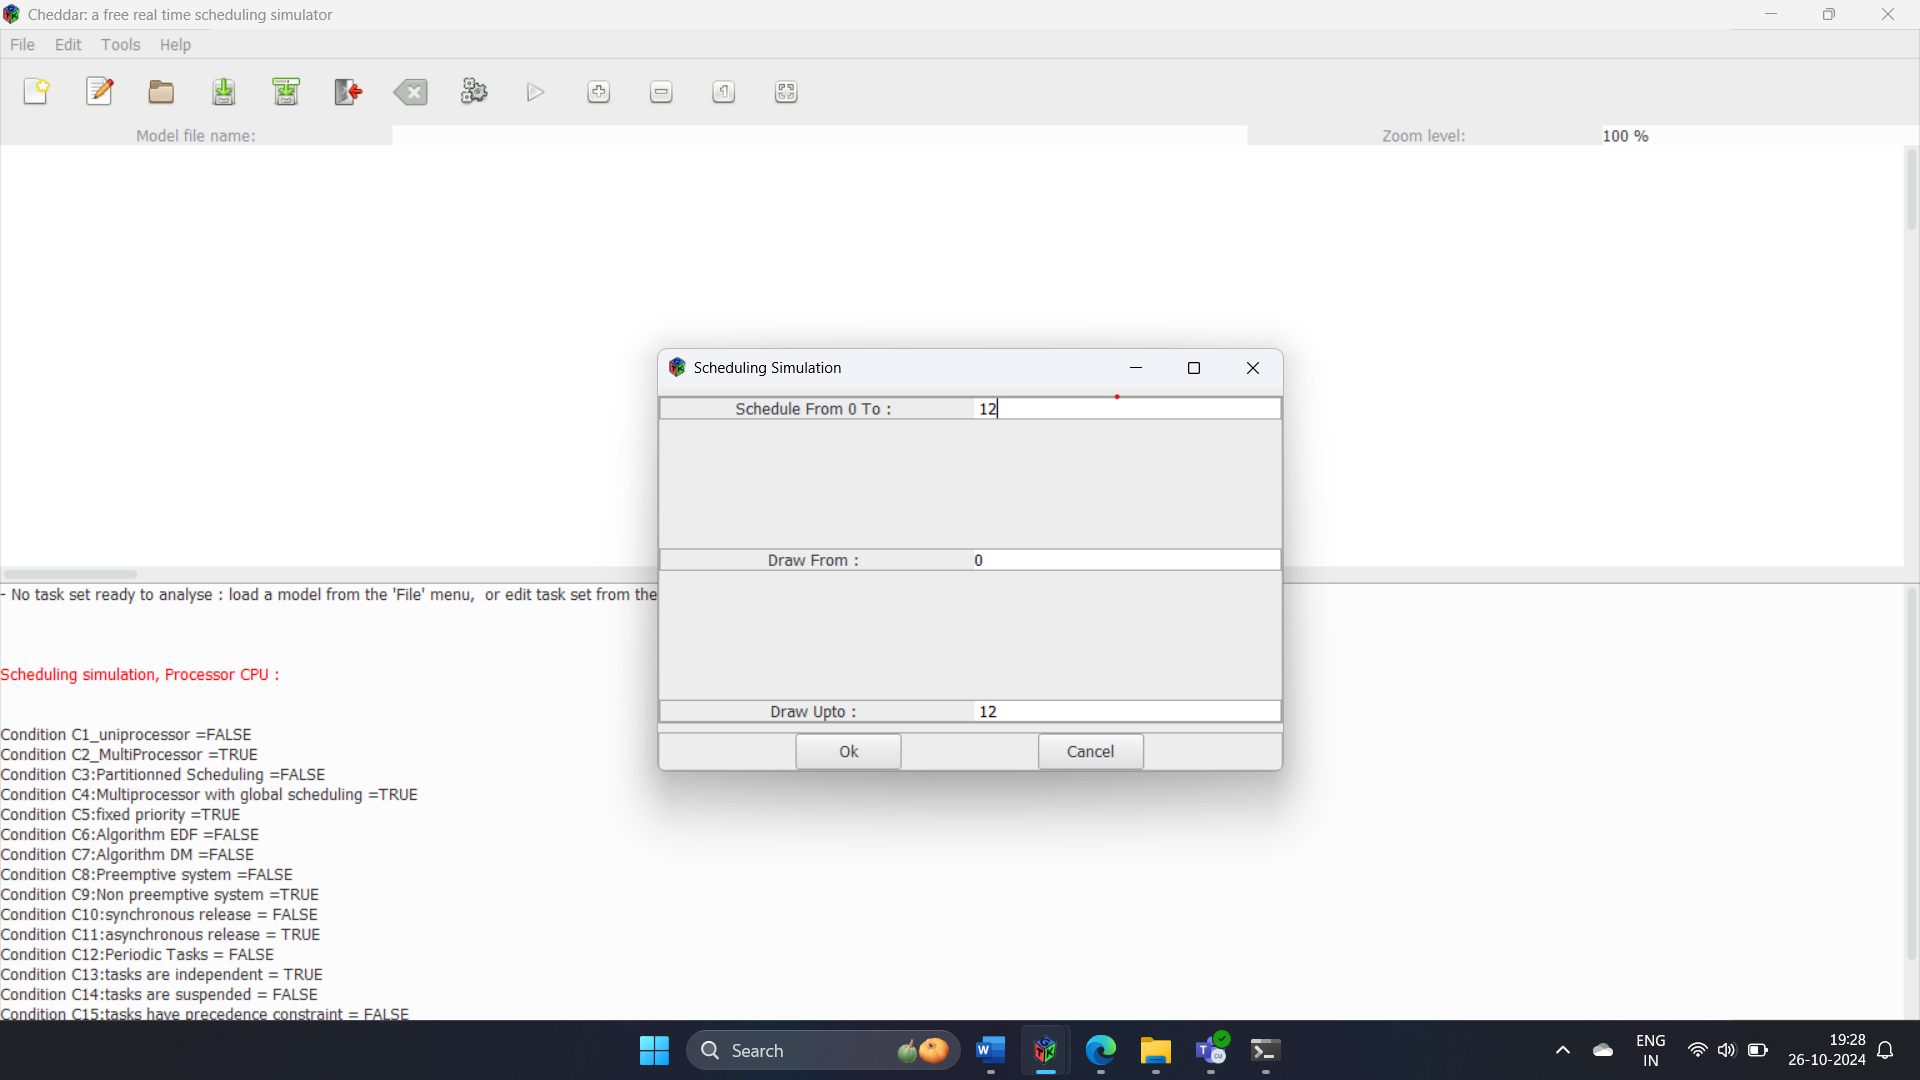 Cheddar: a free real time scheduling simulator
File Edit Tools Help
Model file name: Zoom level: 100 %
Scheduling Simulation
Schedule From 0 To : 12
Draw From : 0
Draw Upto : 12
Ok Cancel
- No task set ready to analyse : load a model from the 'File' menu,  or edit task set from the
Scheduling simulation, Processor CPU :
Condition C1_uniprocessor =FALSE
Condition C2_MultiProcessor =TRUE
Condition C3:Partitionned Scheduling =FALSE
Condition C4:Multiprocessor with global scheduling =TRUE
Condition C5:fixed priority =TRUE
Condition C6:Algorithm EDF =FALSE
Condition C7:Algorithm DM =FALSE
Condition C8:Preemptive system =FALSE
Condition C9:Non preemptive system =TRUE
Condition C10:synchronous release = FALSE
Condition C11:asynchronous release = TRUE
Condition C12:Periodic Tasks = FALSE
Condition C13:tasks are independent = TRUE
Condition C14:tasks are suspended = FALSE
Condition C15:tasks have precedence constraint = FALSE
Search
ENG
IN
19:28
26-10-2024